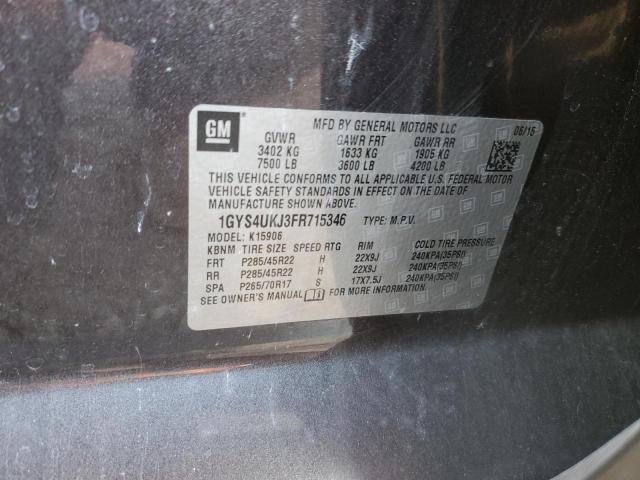 GM
MFD BY GENERAL MOTORS LLC 06/15
GVWR GAWR FRT GAWR RR
3402 KG 1633 KG 1905 KG
7500 LB 3600 LB 4200 LB
THIS VEHICLE CONFORMS TO ALL APPLICABLE U.S. FEDERAL MOTOR
VEHICLE SAFETY STANDARDS IN EFFECT ON THE DATE OF
MANUFACTURE SHOWN ABOVE.
1GYS4UKJ3FR715346 TYPE: M.P.V.
MODEL: K15906
KBNM TIRE SIZE SPEED RTG RIM COLD TIRE PRESSURE
FRT P285/45R22 H 22X9J 240KPA(35PSI)
RR P285/45R22 H 22X9J 240KPA(35PSI)
SPA P265/70R17 S 17X7.5J 240KPA(35PSI)
SEE OWNER'S MANUAL FOR MORE INFORMATION.